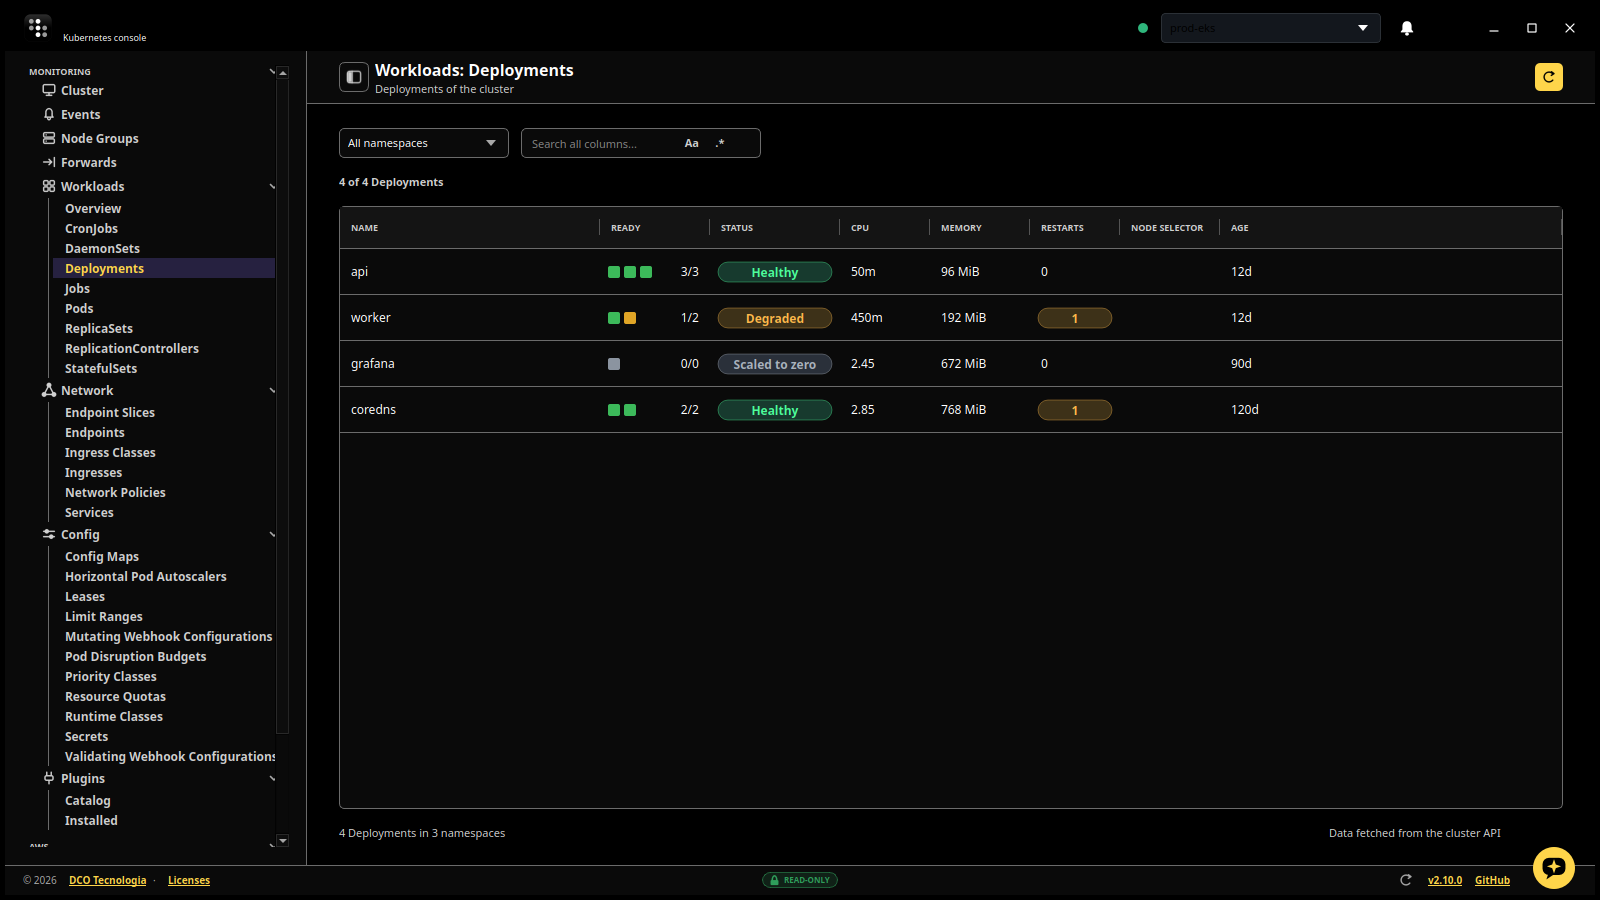 Kubernetes console
prod-eks
MONITORING
Cluster
Events
Node Groups
Forwards
Workloads
Overview
CronJobs
DaemonSets
Deployments
Jobs
Pods
ReplicaSets
ReplicationControllers
StatefulSets
Network
Endpoint Slices
Endpoints
Ingress Classes
Ingresses
Network Policies
Services
Config
Config Maps
Horizontal Pod Autoscalers
Leases
Limit Ranges
Mutating Webhook Configurations
Pod Disruption Budgets
Priority Classes
Resource Quotas
Runtime Classes
Secrets
Validating Webhook Configurations
Plugins
Catalog
Installed
AWS
Workloads: Deployments
Deployments of the cluster
All namespaces
Search all columns... Aa .*
4 of 4 Deployments
NAME READY STATUS CPU MEMORY RESTARTS NODE SELECTOR AGE
api 3/3 Healthy 50m 96 MiB 0 12d
worker 1/2 Degraded 450m 192 MiB 1 12d
grafana 0/0 Scaled to zero 2.45 672 MiB 0 90d
coredns 2/2 Healthy 2.85 768 MiB 1 120d
4 Deployments in 3 namespaces
Data fetched from the cluster API
© 2026 DCO Tecnologia · Licenses
READ-ONLY
v2.10.0 GitHub